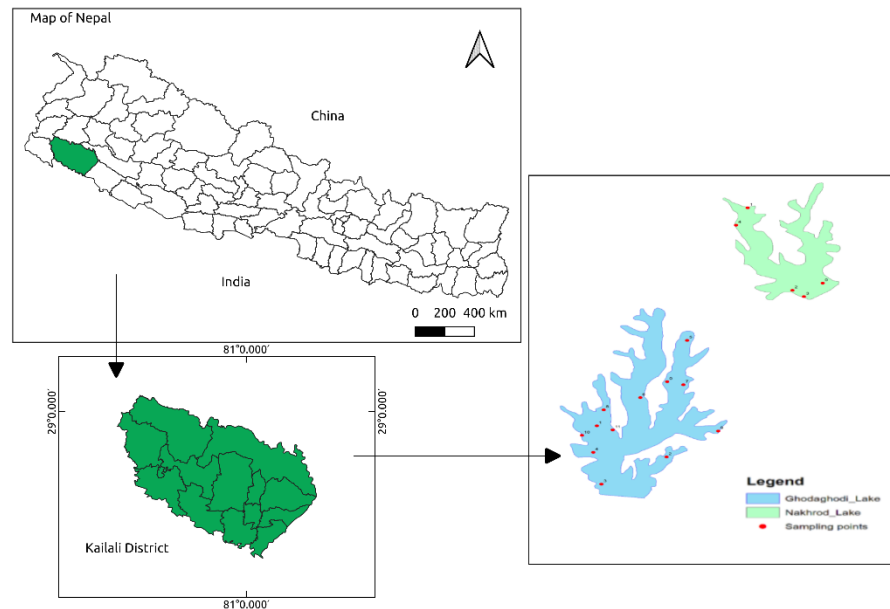 Map of Nepal
China
India
0 200 400 km
81°0.000′
29°0.000′
29°0.000′
Kailali District
81°0.000′
Legend
Ghodaghodi_Lake
Nakhrod_Lake
Sampling points